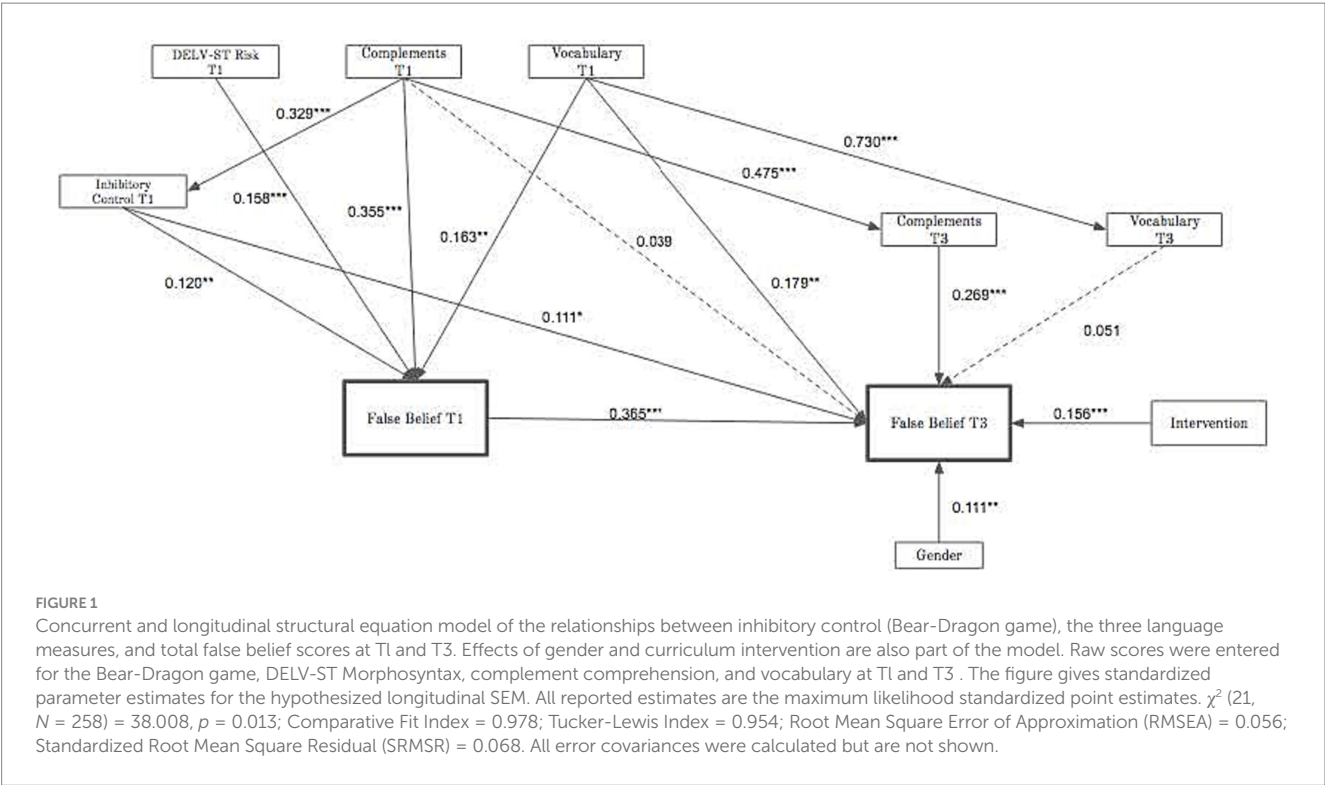 DELV-ST Risk
T1
Complements
T1
Vocabulary
T1
0.329***
0.730***
0.475***
Inhibitory
Control T1
0.158***
0.355***
0.163**
0.039
Complements
T3
Vocabulary
T3
0.120**
0.179**
0.269***
0.111*
0.051
False Belief T1
0.365***
False Belief T3
0.156***
Intervention
0.111**
Gender
FIGURE 1
Concurrent and longitudinal structural equation model of the relationships between inhibitory control (Bear-Dragon game), the three language
measures, and total false belief scores at Tl and T3. Effects of gender and curriculum intervention are also part of the model. Raw scores were entered
for the Bear-Dragon game, DELV-ST Morphosyntax, complement comprehension, and vocabulary at Tl and T3 . The figure gives standardized
parameter estimates for the hypothesized longitudinal SEM. All reported estimates are the maximum likelihood standardized point estimates. χ² (21,
N = 258) = 38.008, p = 0.013; Comparative Fit Index = 0.978; Tucker-Lewis Index = 0.954; Root Mean Square Error of Approximation (RMSEA) = 0.056;
Standardized Root Mean Square Residual (SRMSR) = 0.068. All error covariances were calculated but are not shown.